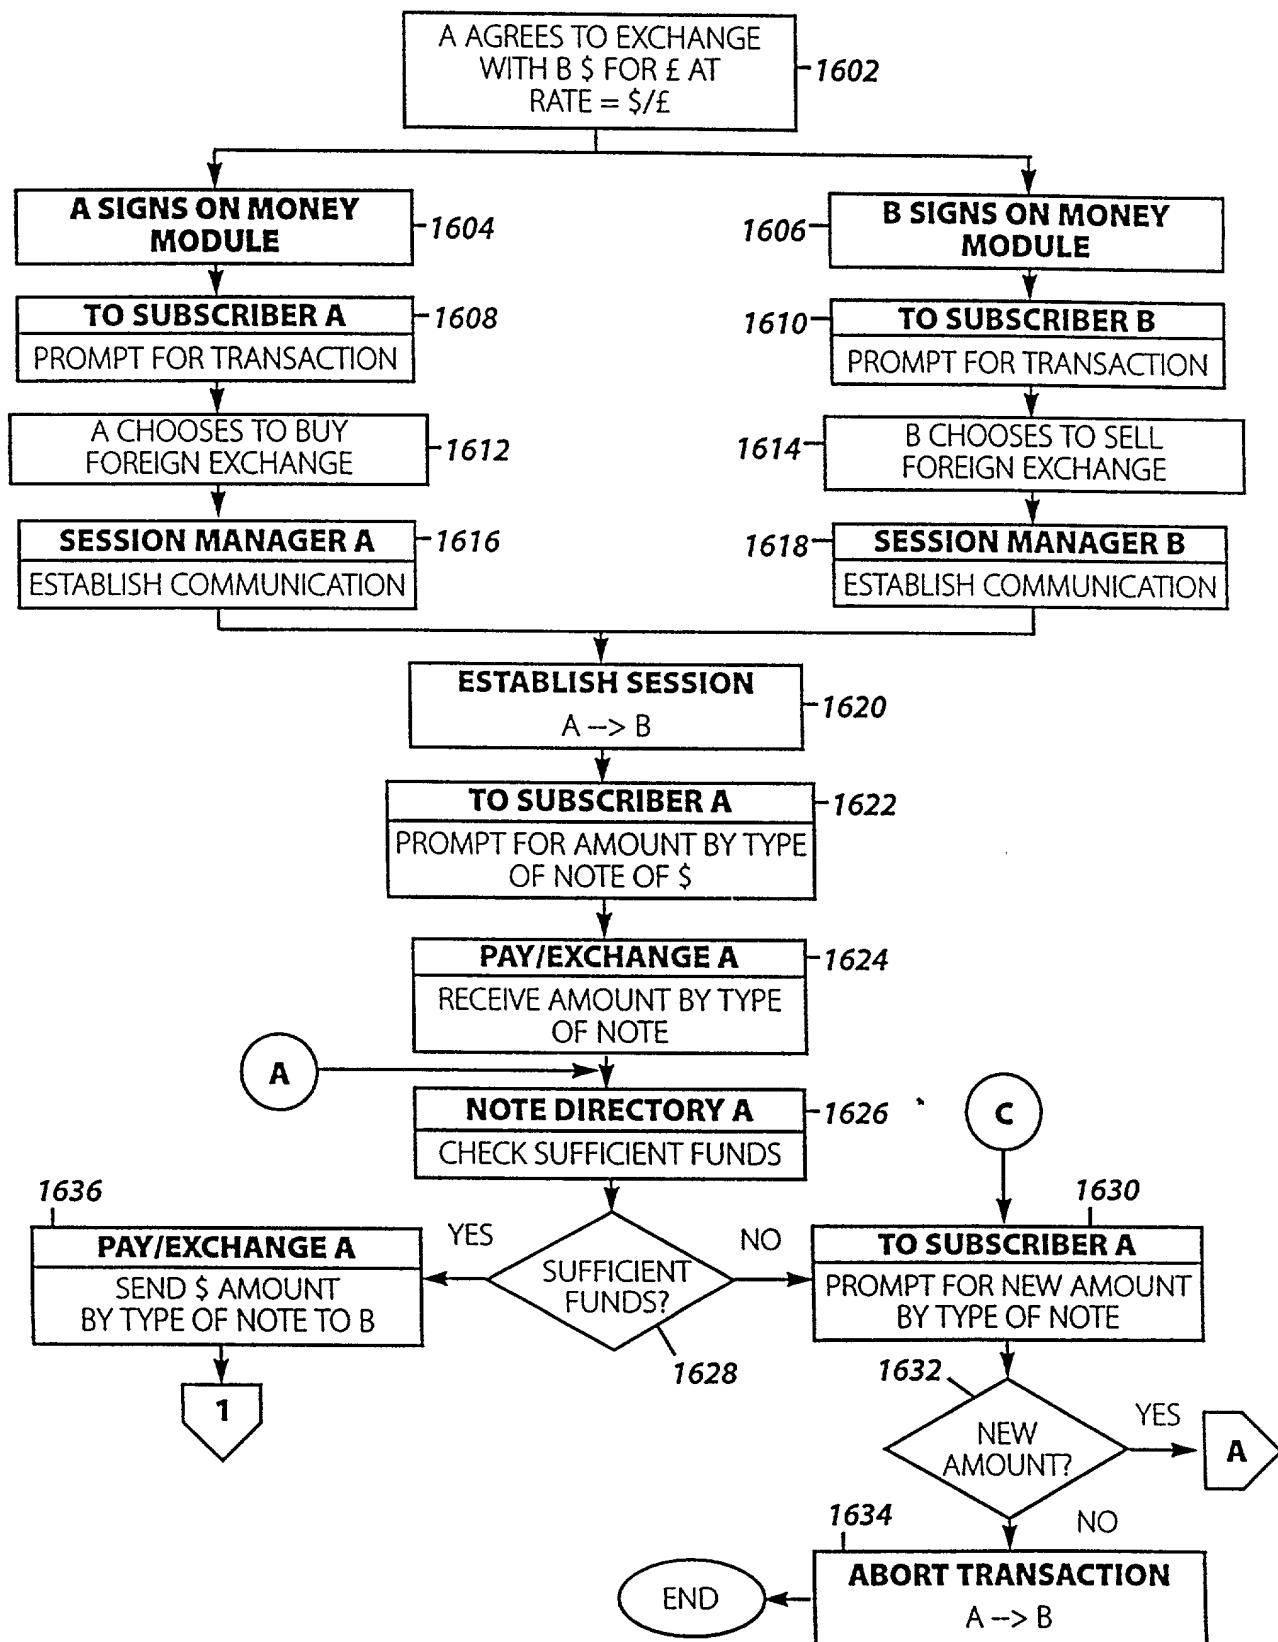 A AGREES TO EXCHANGE
WITH B $ FOR £ AT
RATE = $/£
1602
A SIGNS ON MONEY
MODULE
1604
1606
B SIGNS ON MONEY
MODULE
TO SUBSCRIBER A
1608
PROMPT FOR TRANSACTION
1610
TO SUBSCRIBER B
PROMPT FOR TRANSACTION
A CHOOSES TO BUY
FOREIGN EXCHANGE
1612
1614
B CHOOSES TO SELL
FOREIGN EXCHANGE
SESSION MANAGER A
1616
ESTABLISH COMMUNICATION
1618
SESSION MANAGER B
ESTABLISH COMMUNICATION
ESTABLISH SESSION
A --> B
1620
TO SUBSCRIBER A
1622
PROMPT FOR AMOUNT BY TYPE
OF NOTE OF $
PAY/EXCHANGE A
1624
RECEIVE AMOUNT BY TYPE
OF NOTE
A
NOTE DIRECTORY A
1626
CHECK SUFFICIENT FUNDS
C
1636
PAY/EXCHANGE A
SEND $ AMOUNT
BY TYPE OF NOTE TO B
1
YES
SUFFICIENT
FUNDS?
1628
NO
1630
TO SUBSCRIBER A
PROMPT FOR NEW AMOUNT
BY TYPE OF NOTE
1632
NEW
AMOUNT?
YES
A
NO
1634
ABORT TRANSACTION
A --> B
END